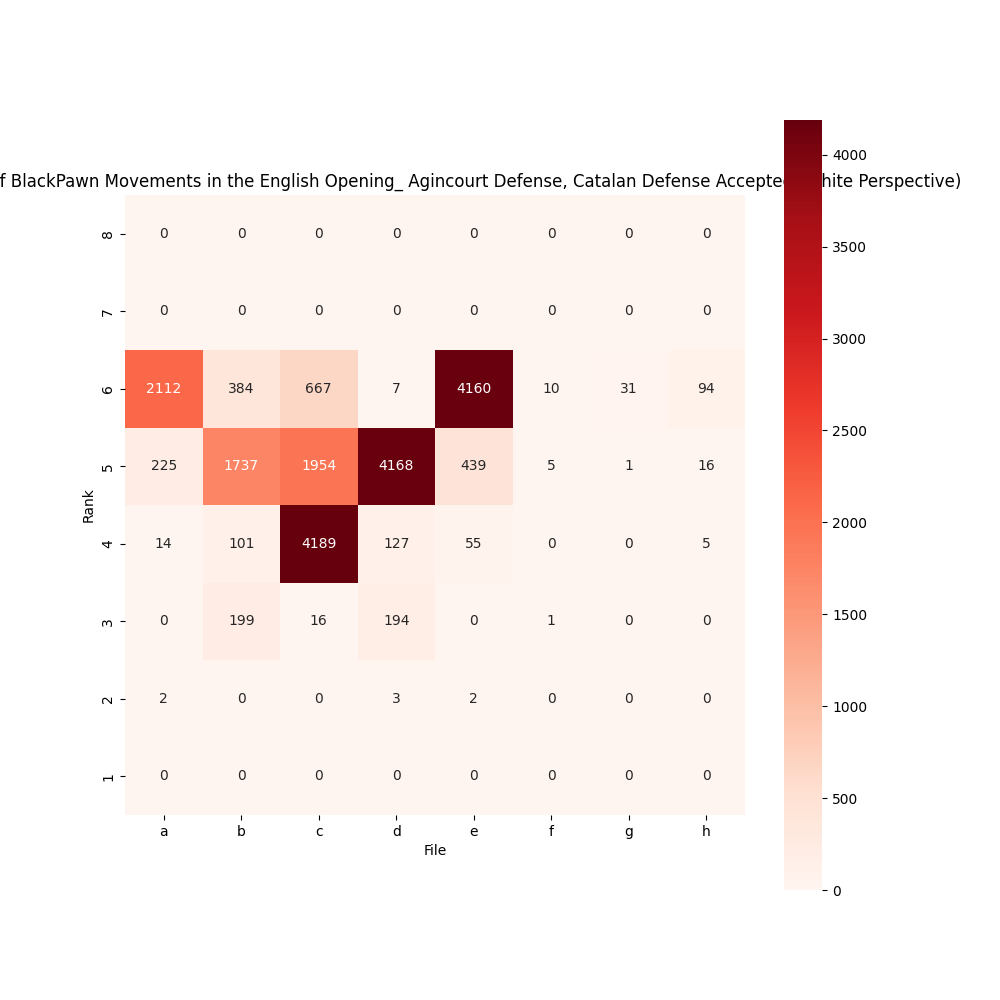 f BlackPawn Movements in the English Opening_ Agincourt Defense, Catalan Defense Accepted hite Perspective)
8 0 0 0 0 0 0 0 0
7 0 0 0 0 0 0 0 0
6 2112 384 667 7 4160 10 31 94
5 225 1737 1954 4168 439 5 1 16
4 14 101 4189 127 55 0 0 5
3 0 199 16 194 0 1 0 0
2 2 0 0 3 2 0 0 0
1 0 0 0 0 0 0 0 0
a b c d e f g h
File
Rank
4000
3500
3000
2500
2000
1500
1000
500
0